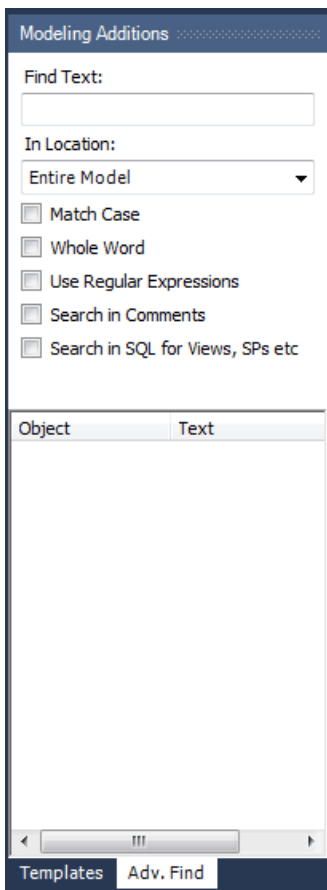 Modeling Additions
Find Text:
In Location:
Entire Model
Match Case
Whole Word
Use Regular Expressions
Search in Comments
Search in SQL for Views, SPs etc
Object Text
Templates Adv. Find